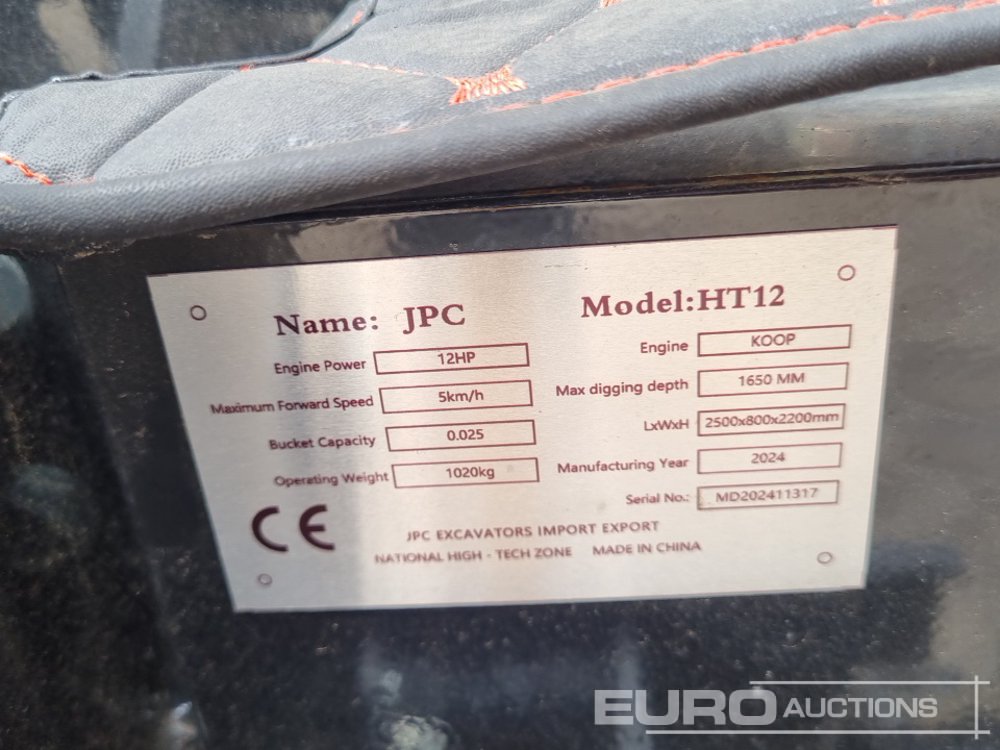 Name: JPC Model:HT12
Engine Power 12HP Engine KOOP
Maximum Forward Speed 5km/h Max digging depth 1650 MM
Bucket Capacity 0.025 LxWxH 2500x800x2200mm
Operating Weight 1020kg Manufacturing Year 2024
Serial No.: MD202411317
CE
JPC EXCAVATORS IMPORT EXPORT
NATIONAL HIGH - TECH ZONE MADE IN CHINA
EURO AUCTIONS